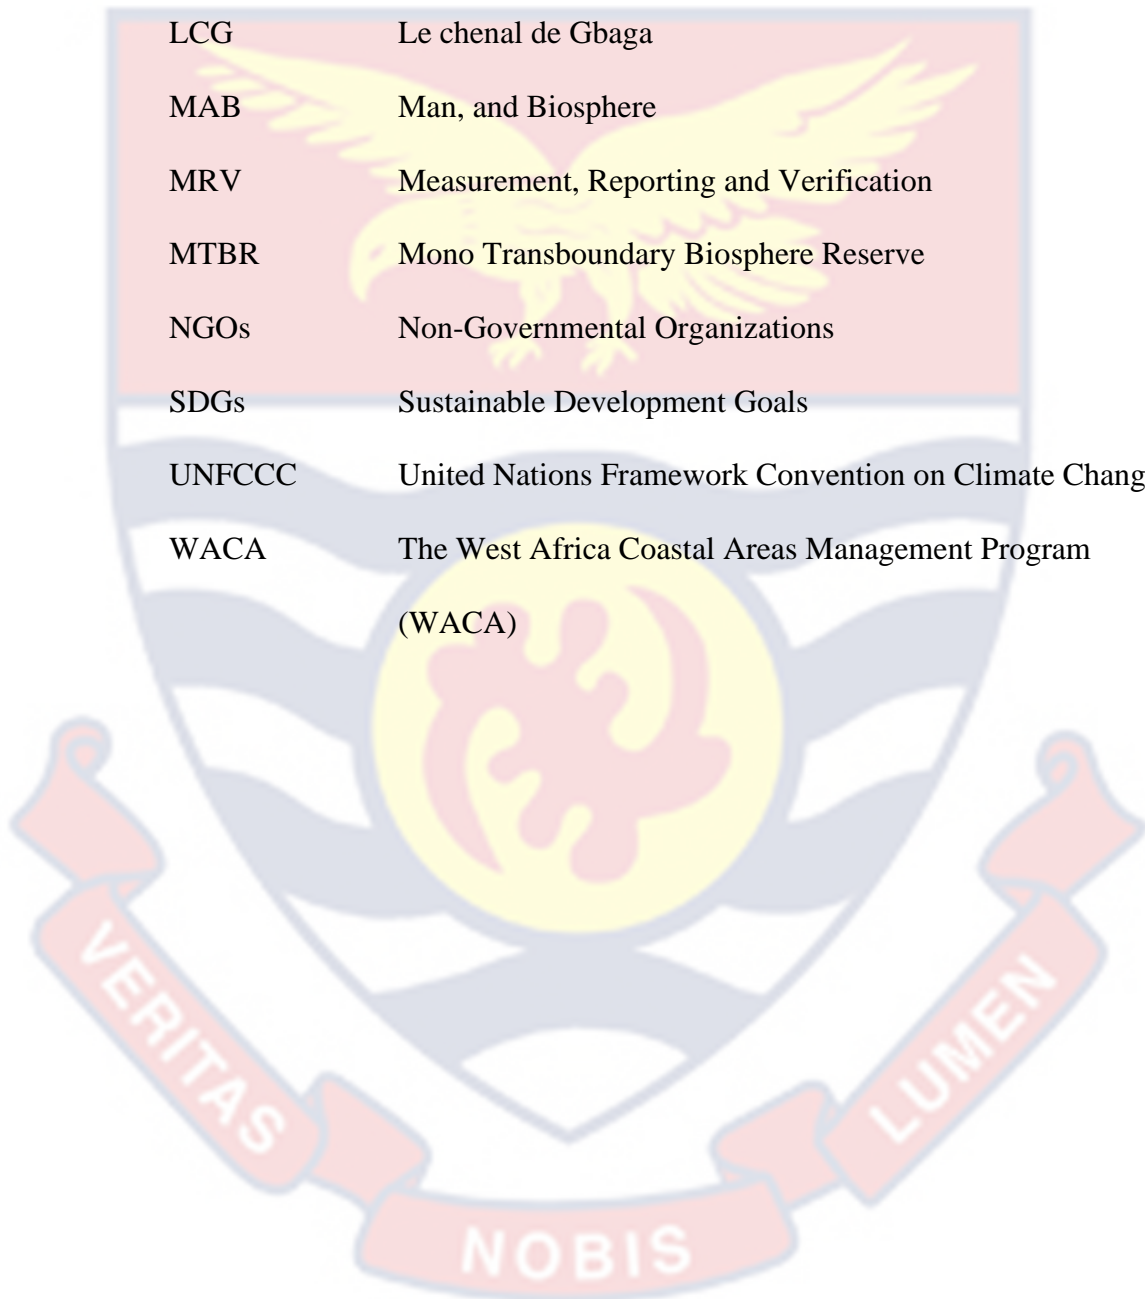 LCG Le chenal de Gbaga
MAB Man, and Biosphere
MRV Measurement, Reporting and Verification
MTBR Mono Transboundary Biosphere Reserve
NGOs Non-Governmental Organizations
SDGs Sustainable Development Goals
UNFCCC United Nations Framework Convention on Climate Chang
WACA The West Africa Coastal Areas Management Program
(WACA)
VERITAS
NOBIS
LUMEN